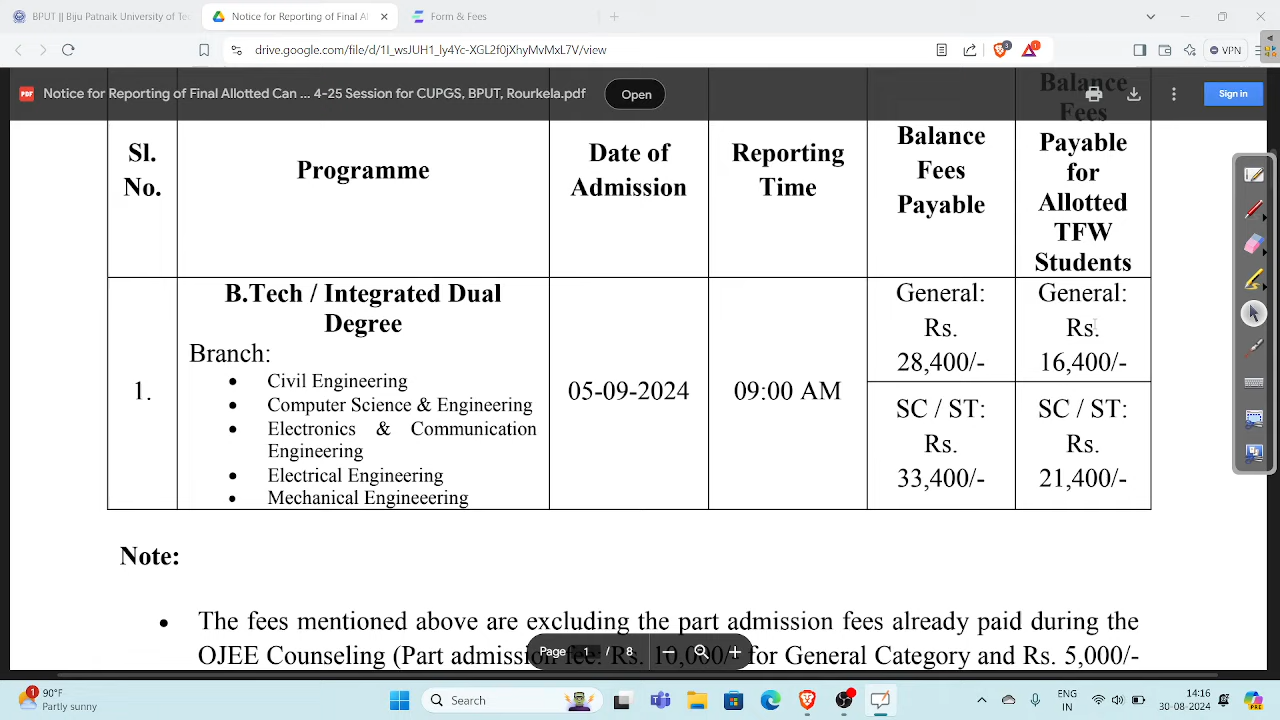 BPUT || Biju Patnaik University of Te
Notice for Reporting of Final Al
Form & Fees
drive.google.com/file/d/1I_wsJUH1_ly4Yc-XGL2f0jXhyMvMxL7V/view
VPN
Notice for Reporting of Final Allotted Can ... 4-25 Session for CUPGS, BPUT, Rourkela.pdf
Open
Sign in
Sl. No.
Programme
Date of Admission
Reporting Time
Balance Fees Payable
Balance Fees Payable for Allotted TFW Students
1.
B.Tech / Integrated Dual
Degree
Branch:
• Civil Engineering
• Computer Science & Engineering
• Electronics & Communication
Engineering
• Electrical Engineering
• Mechanical Engineeering
05-09-2024
09:00 AM
General:
Rs.
28,400/-
General:
Rs.
16,400/-
SC / ST:
Rs.
33,400/-
SC / ST:
Rs.
21,400/-
Note:
• The fees mentioned above are excluding the part admission fees already paid during the
OJEE Counseling (Part admission fee: Rs. 10,000/- for General Category and Rs. 5,000/-
Page 1 / 8
90°F
Partly sunny
Search
ENG
IN
14:16
30-08-2024